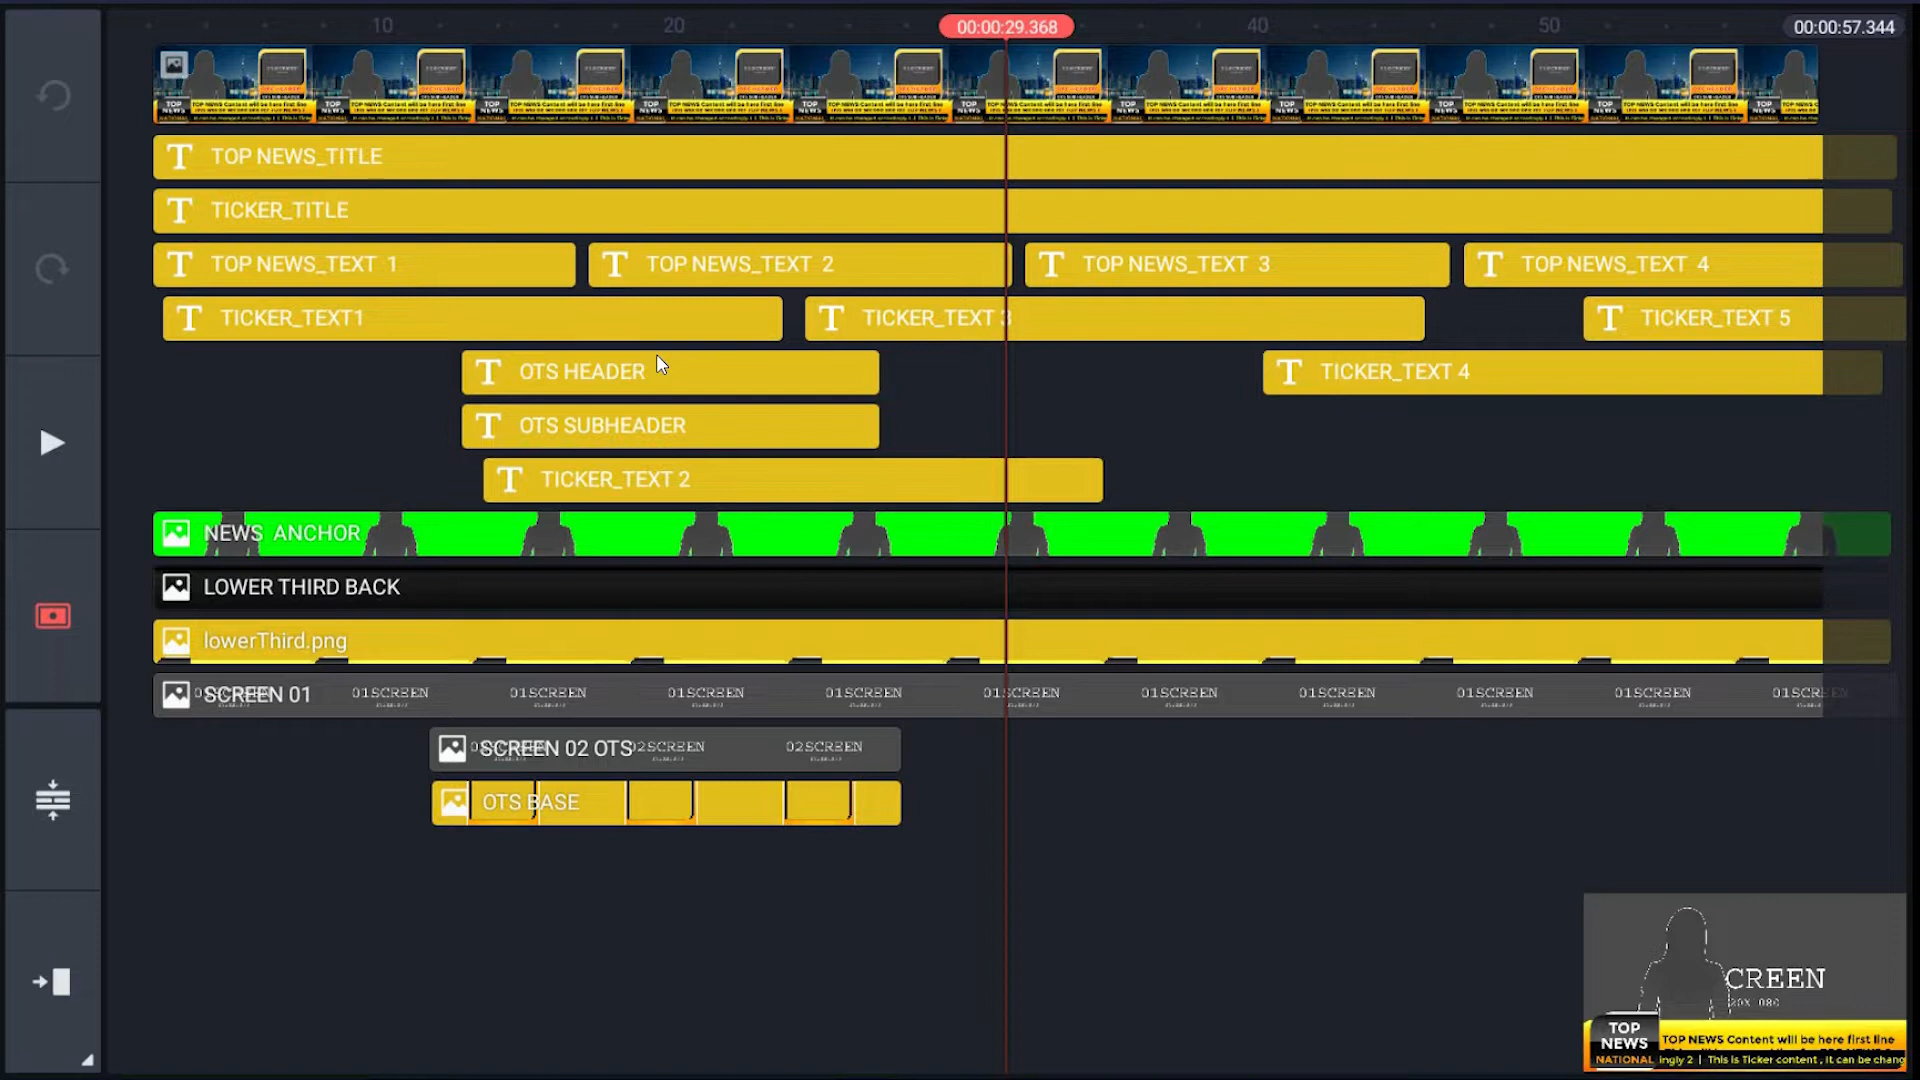 10 20 00:00:29.368 40 50 00:00:57.344
TOP NEWS_TITLE
TICKER_TITLE
TOP NEWS_TEXT 1 TOP NEWS_TEXT 2 TOP NEWS_TEXT 3 TOP NEWS_TEXT 4
TICKER_TEXT1 TICKER_TEXT 3 TICKER_TEXT 5
OTS HEADER TICKER_TEXT 4
OTS SUBHEADER
TICKER_TEXT 2
NEWS ANCHOR
LOWER THIRD BACK
lowerThird.png
SCREEN 01 01SCREEN 01SCREEN 01SCREEN 01SCREEN 01SCREEN 01SCREEN 01SCREEN 01SCREEN 01SCREEN 01SCREEN
SCREEN 02 OTS 02SCREEN 02SCREEN
OTS BASE
CREEN
TOP
NEWS
TOP NEWS Content will be here first line
NATIONAL ingly 2 | This is Ticker content , it can be chang